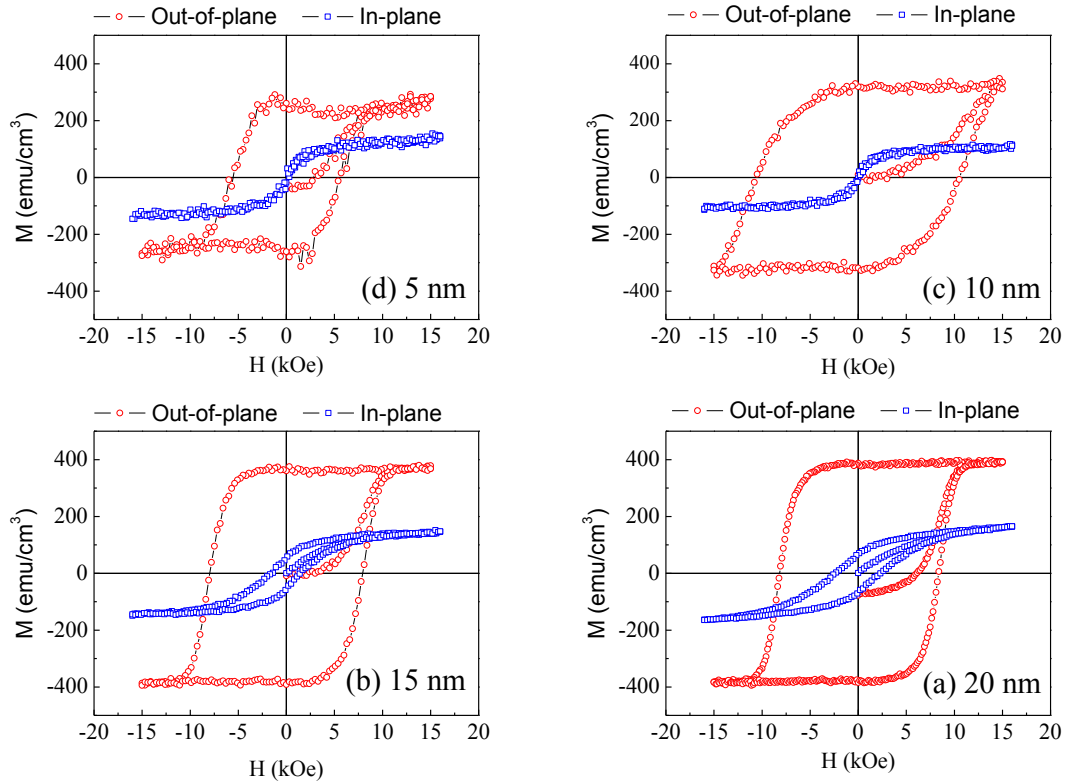 Out-of-plane In-plane
400
200
0
-200
-400
M (emu/cm³)
(d) 5 nm
-20 -15 -10 -5 0 5 10 15 20
H (kOe)
Out-of-plane In-plane
400
200
0
-200
-400
M (emu/cm³)
(c) 10 nm
-20 -15 -10 -5 0 5 10 15 20
H (kOe)
Out-of-plane In-plane
400
200
0
-200
-400
M (emu/cm³)
(b) 15 nm
-20 -15 -10 -5 0 5 10 15 20
H (kOe)
Out-of-plane In-plane
400
200
0
-200
-400
M (emu/cm³)
(a) 20 nm
-20 -15 -10 -5 0 5 10 15 20
H (kOe)